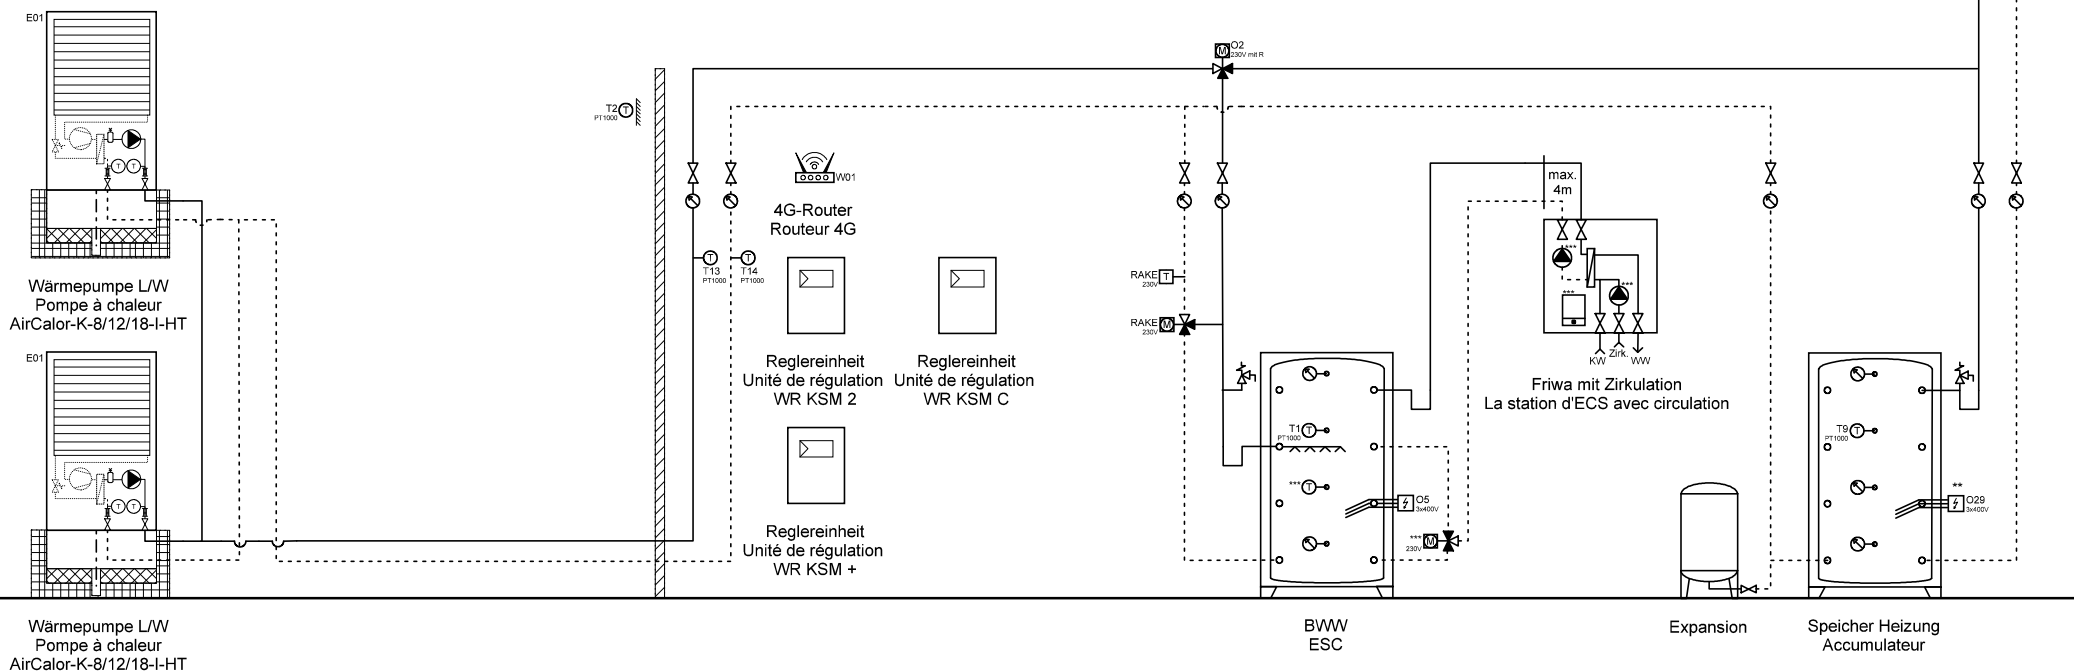 E01
Wärmepumpe L/W
Pompe à chaleur
AirCalor-K-8/12/18-I-HT
E01
Wärmepumpe L/W
Pompe à chaleur
AirCalor-K-8/12/18-I-HT
T
T
T
T
T2
PT1000
T
T
T13
PT1000
T
T14
PT1000
W01
4G-Router
Routeur 4G
Reglereinheit
Unité de régulation
WR KSM 2
Reglereinheit
Unité de régulation
WR KSM C
Reglereinheit
Unité de régulation
WR KSM +
M
O2
230V mit R
RAKE
230V
T
RAKE
230V
M
T1
PT1000
T
***
T
O5
3x400V
***
230V
M
BWW
ESC
max.
4m
***
***
***
KW
Zirk.
WW
Friwa mit Zirkulation
La station d'ECS avec circulation
Expansion
T9
PT1000
T
**
O29
3x400V
Speicher Heizung
Accumulateur